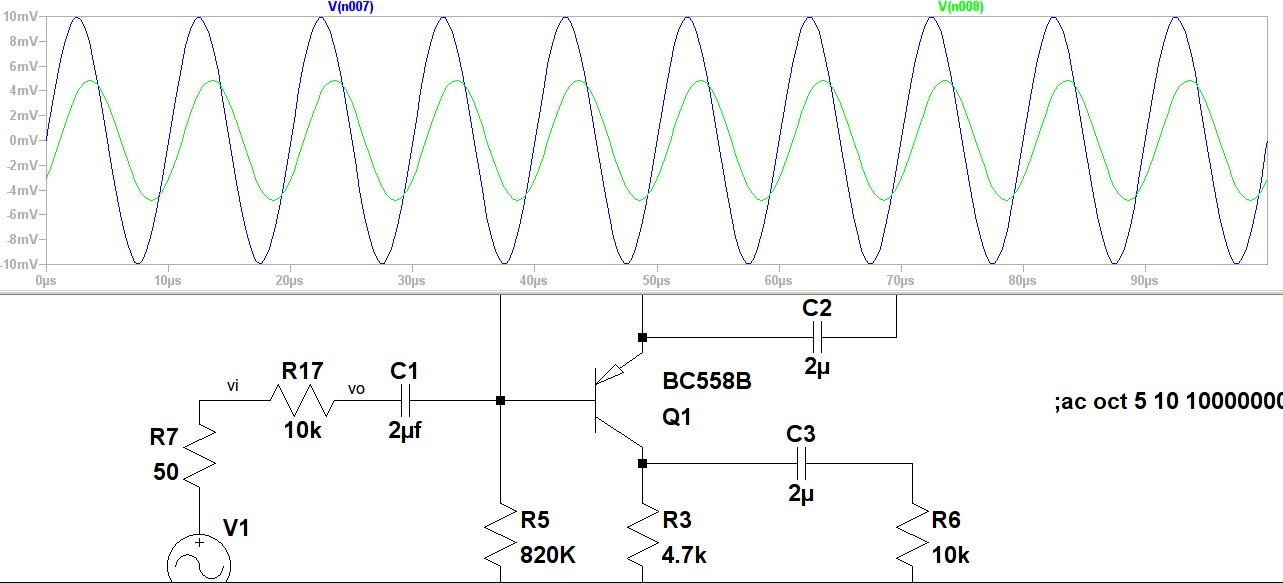 V(n007) V(n008)
10mV
8mV
6mV
4mV
2mV
0mV
-2mV
-4mV
-6mV
-8mV
-10mV
0µs 10µs 20µs 30µs 40µs 50µs 60µs 70µs 80µs 90µs
C2
2µ
R17
C1
vi
vo
10k
2µf
BC558B
Q1
;ac oct 5 10 10000000
R7
50
C3
2µ
V1
R5
820K
R3
4.7k
R6
10k